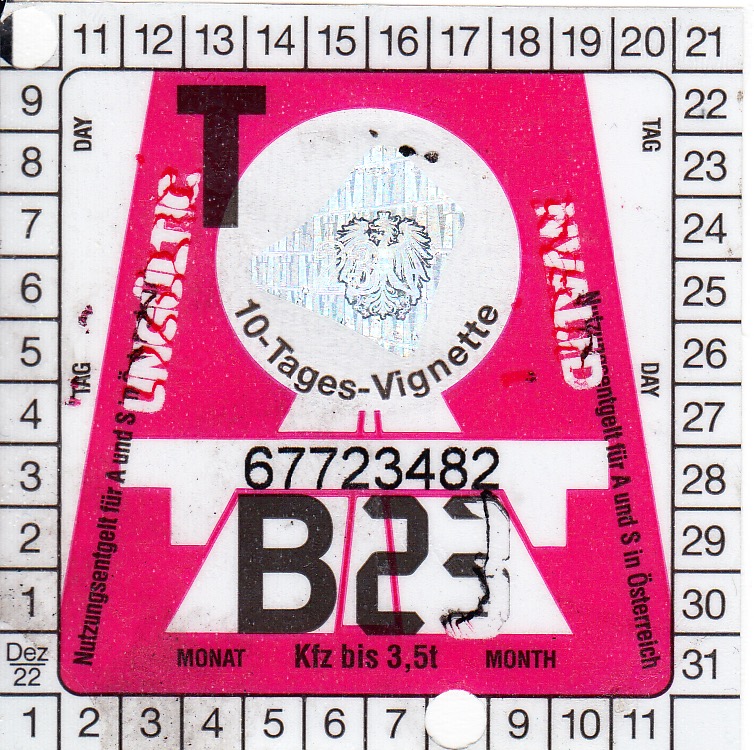 11 12 13 14 15 16 17 18 19 20 21
9 22
8 23
7 24
6 25
5 26
4 27
3 28
2 29
1 30
Dez
22
31
1 2 3 4 5 6 7 9 10 11
DAY
TAG
T
UNGÜLTIG
INVALID
10-Tages-Vignette
TAG
DAY
67723482
B23
Nutzungsentgelt für A und S in
Nutzungsentgelt für A und S in Österreich
MONAT Kfz bis 3,5t MONTH